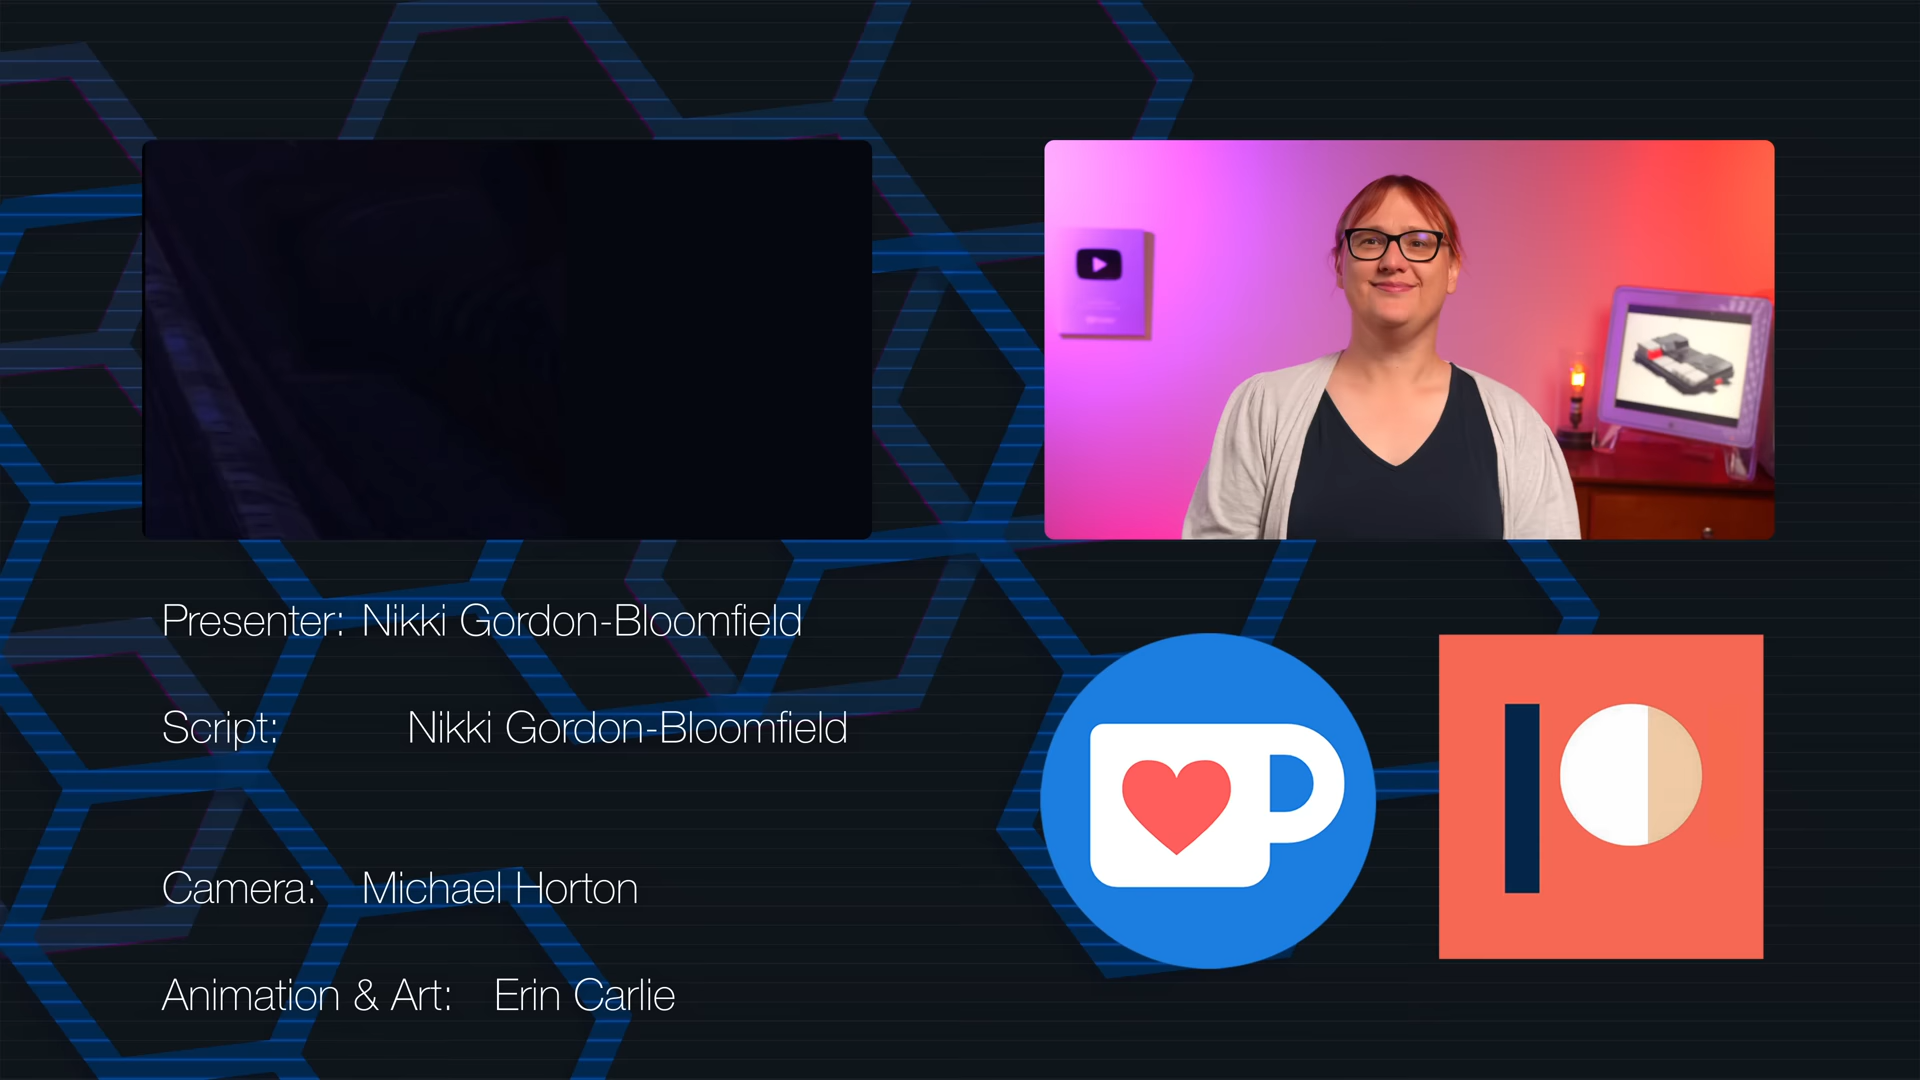 Presenter: Nikki Gordon-Bloomfield
Script: Nikki Gordon-Bloomfield
Camera: Michael Horton
Animation & Art: Erin Carlie